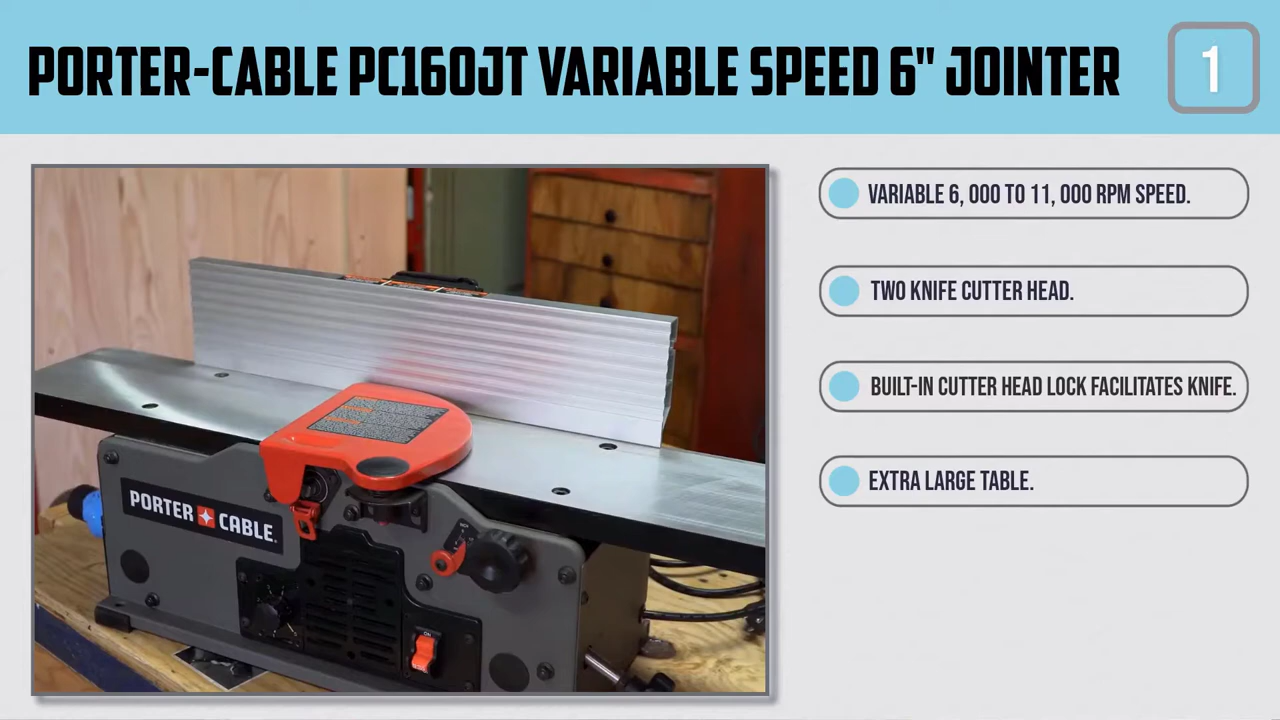 PORTER-CABLE PC160JT VARIABLE SPEED 6" JOINTER
1
VARIABLE 6, 000 TO 11, 000 RPM SPEED.
TWO KNIFE CUTTER HEAD.
BUILT-IN CUTTER HEAD LOCK FACILITATES KNIFE.
EXTRA LARGE TABLE.
PORTER CABLE.
ON